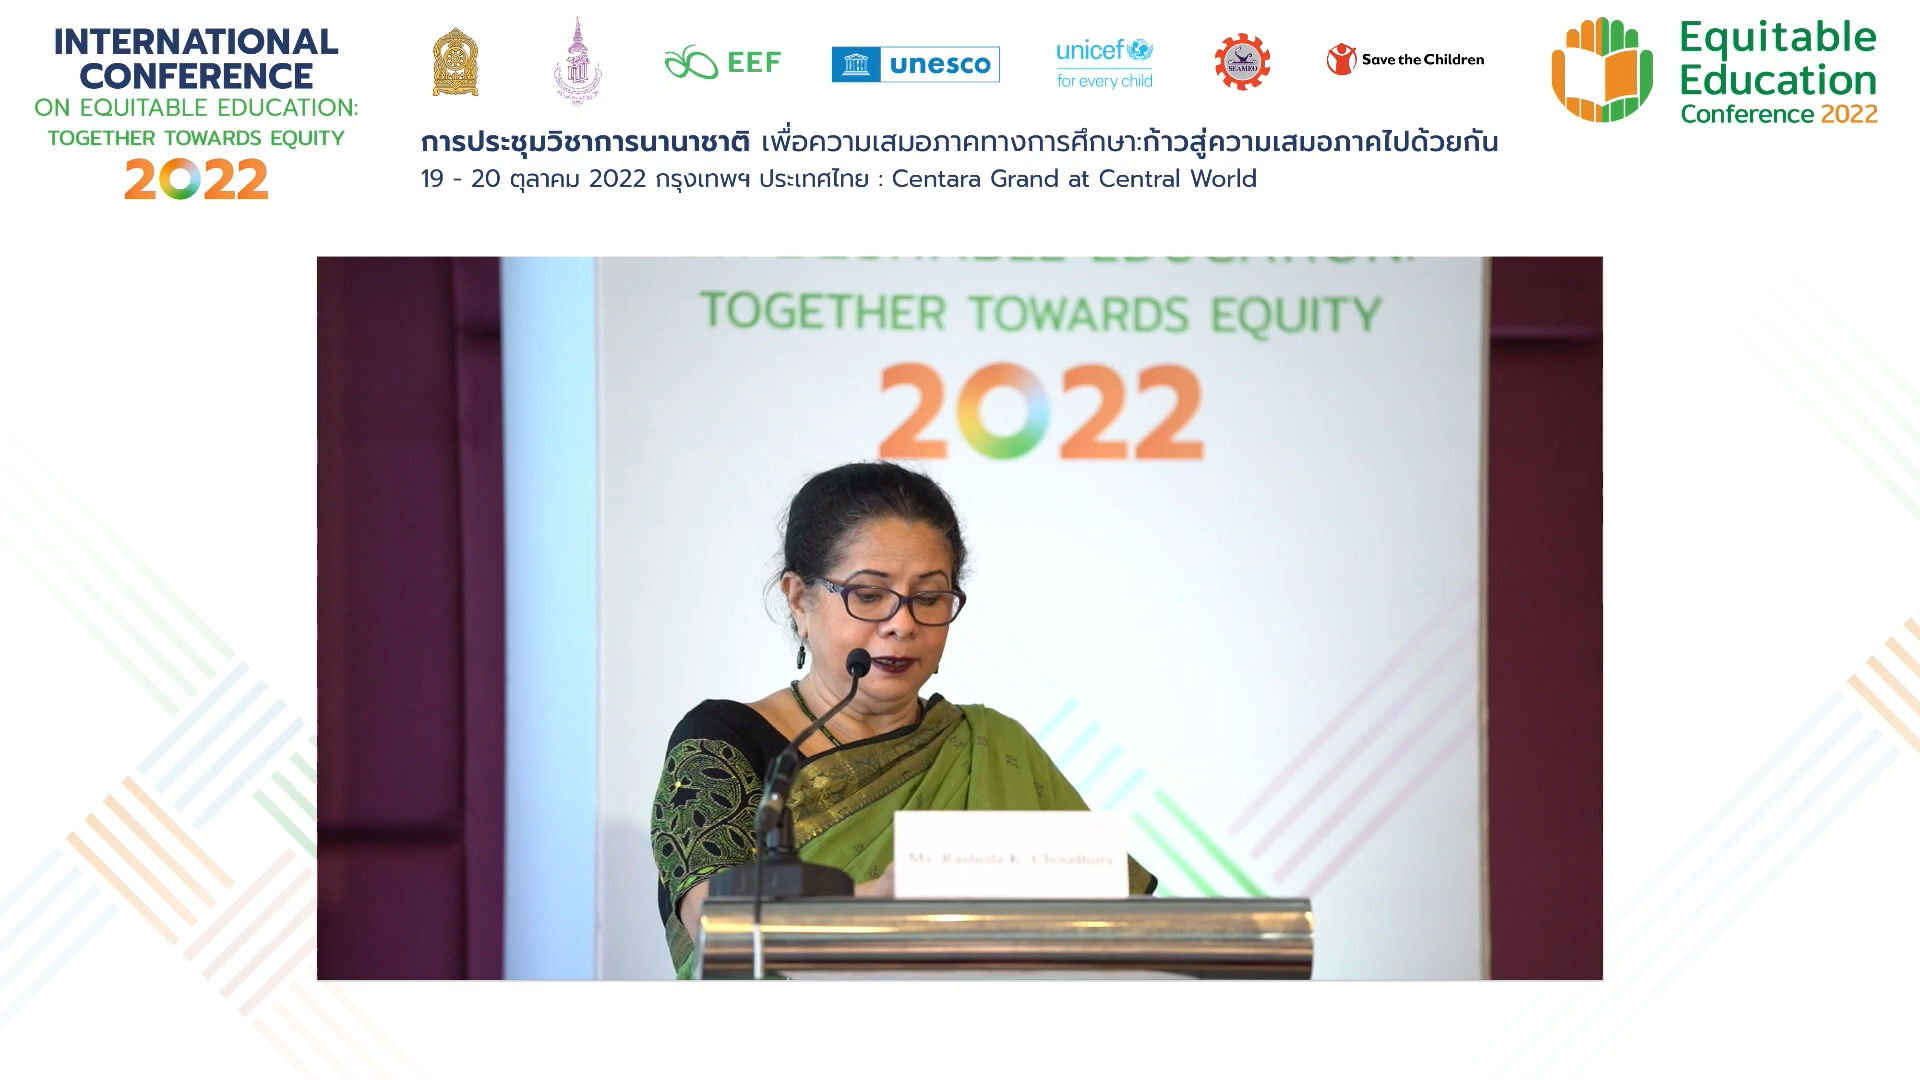 INTERNATIONAL
CONFERENCE
ON EQUITABLE EDUCATION:
TOGETHER TOWARDS EQUITY
2022
EEF
unesco
unicef
for every child
SEAMEO
Save the Children
Equitable
Education
Conference 2022
การประชุมวิชาการนานาชาติ เพื่อความเสมอภาคทางการศึกษา:ก้าวสู่ความเสมอภาคไปด้วยกัน
19 - 20 ตุลาคม 2022 กรุงเทพฯ ประเทศไทย : Centara Grand at Central World
TOGETHER TOWARDS EQUITY
2022
Ms. Rasheda K. Choudhury